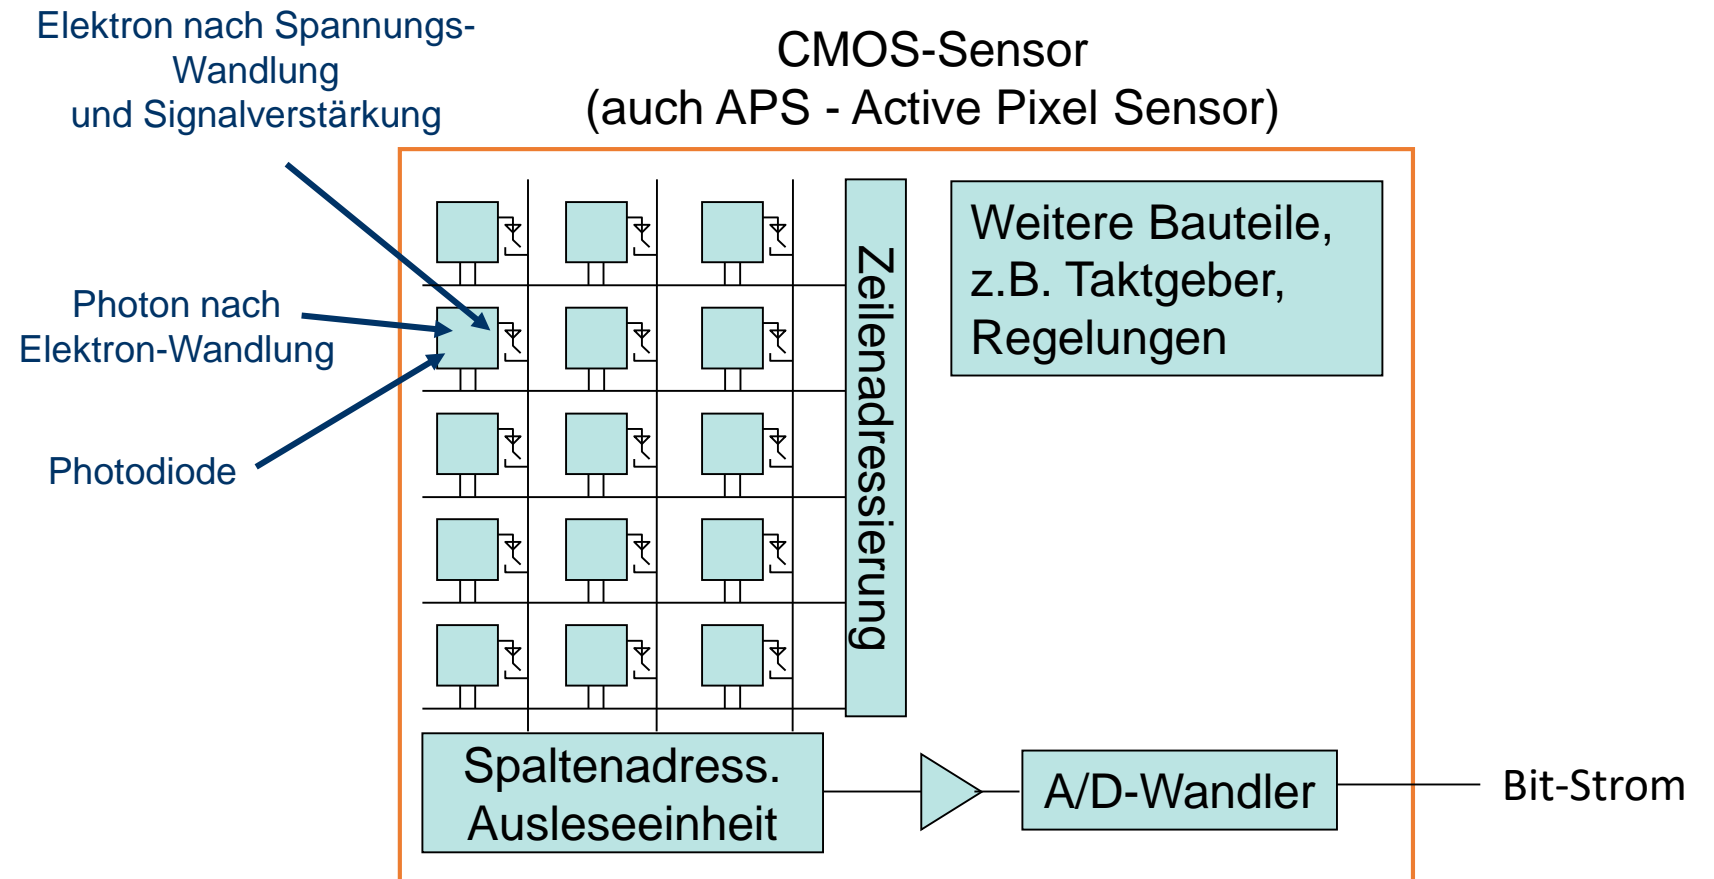 Elektron nach Spannungs-
Wandlung
und Signalverstärkung
CMOS-Sensor
(auch APS - Active Pixel Sensor)
Photon nach
Elektron-Wandlung
Photodiode
Zeilenadressierung
Weitere Bauteile,
z.B. Taktgeber,
Regelungen
Spaltenadress.
Ausleseeinheit
A/D-Wandler
Bit-Strom